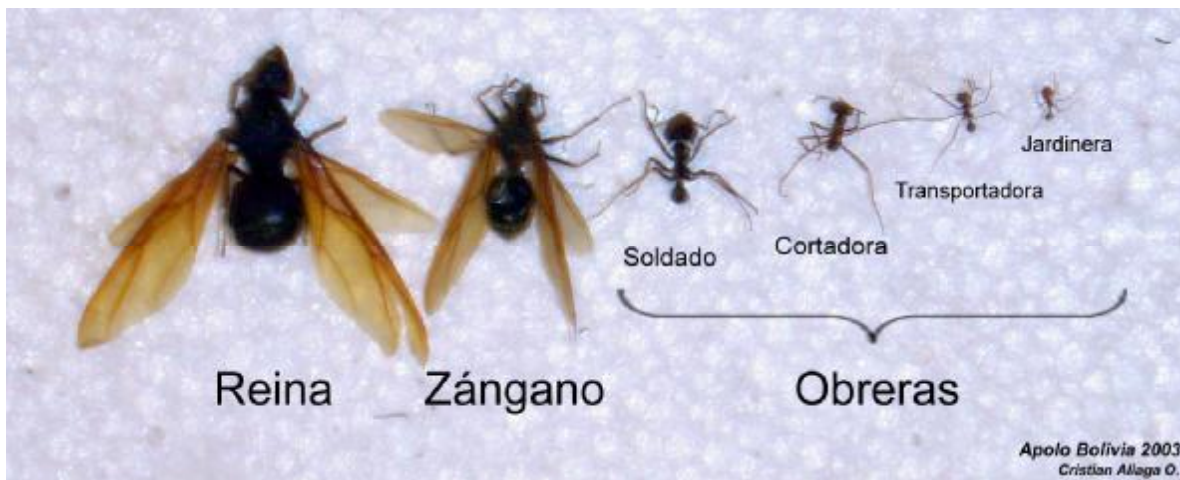 Jardinera
Transportadora
Cortadora
Soldado
Reina
Zángano
Obreras
Apolo Bolivia 2003
Cristian Aliaga O.